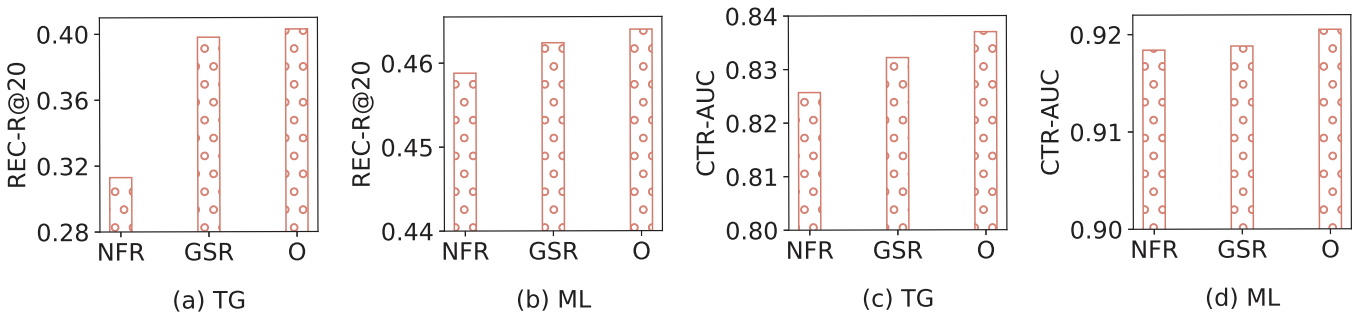 REC-R@20
0.40
0.36
0.32
0.28
NFR GSR O
(a) TG
REC-R@20
0.46
0.45
0.44
NFR GSR O
(b) ML
CTR-AUC
0.84
0.83
0.82
0.81
0.80
NFR GSR O
(c) TG
CTR-AUC
0.92
0.91
0.90
NFR GSR O
(d) ML